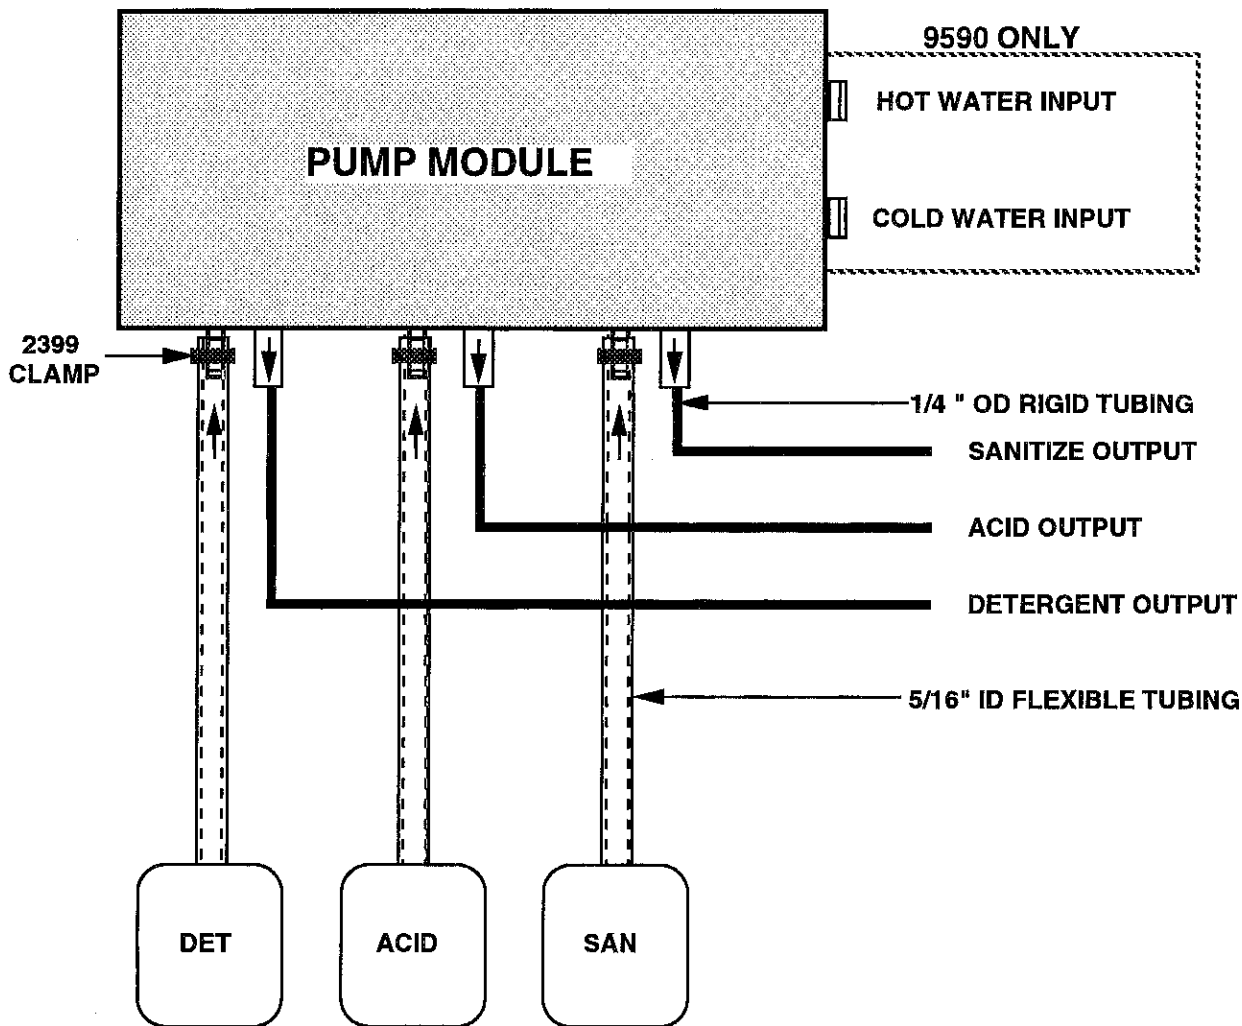 9590 ONLY
HOT WATER INPUT
PUMP MODULE
COLD WATER INPUT
2399
CLAMP
1/4 " OD RIGID TUBING
SANITIZE OUTPUT
ACID OUTPUT
DETERGENT OUTPUT
5/16" ID FLEXIBLE TUBING
DET
ACID
SAN